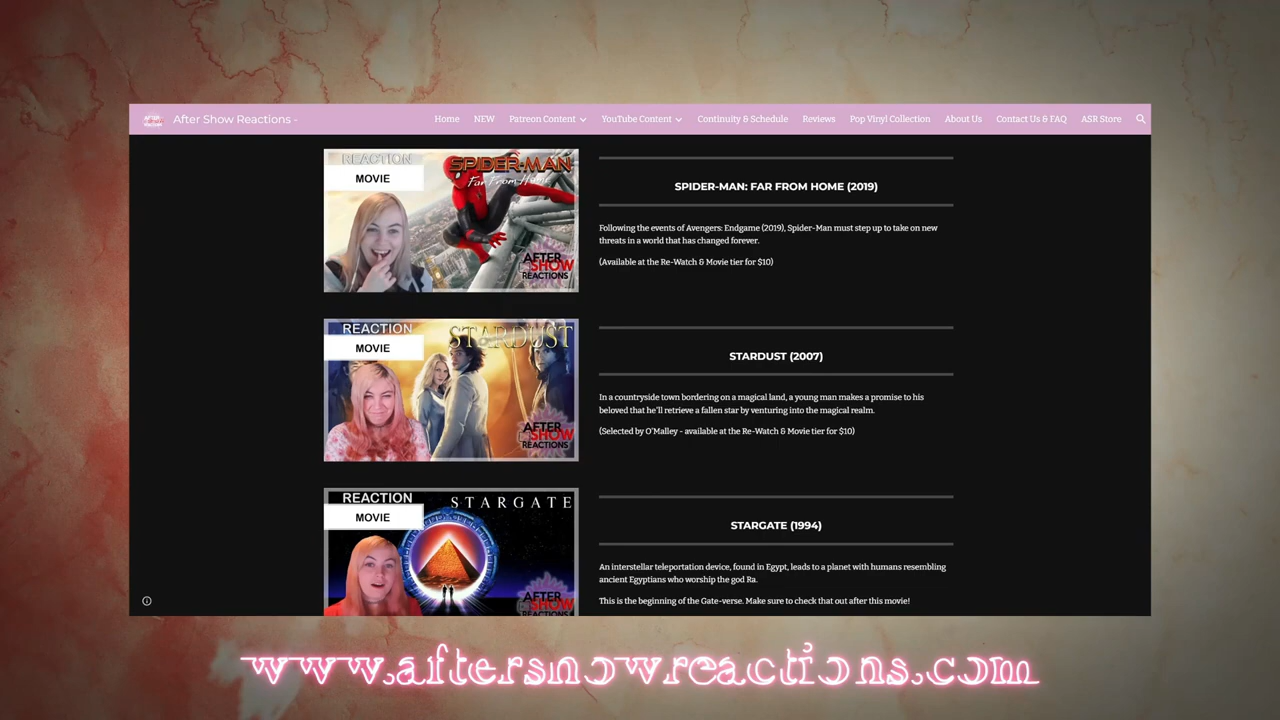 After Show Reactions -
Home NEW Patreon Content YouTube Content Continuity & Schedule Reviews Pop Vinyl Collection About Us Contact Us & FAQ ASR Store
REACTION
MOVIE
SPIDER-MAN
Far From Home
AFTER
SHOW
REACTIONS
SPIDER-MAN: FAR FROM HOME (2019)
Following the events of Avengers: Endgame (2019), Spider-Man must step up to take on new
threats in a world that has changed forever.
(Available at the Re-Watch & Movie tier for $10)
REACTION
MOVIE
STARDUST
AFTER
SHOW
REACTIONS
STARDUST (2007)
In a countryside town bordering on a magical land, a young man makes a promise to his
beloved that he'll retrieve a fallen star by venturing into the magical realm.
(Selected by O'Malley - available at the Re-Watch & Movie tier for $10)
REACTION
MOVIE
STARGATE
AFTER
SHOW
REACTIONS
STARGATE (1994)
An interstellar teleportation device, found in Egypt, leads to a planet with humans resembling
ancient Egyptians who worship the god Ra.
This is the beginning of the Gate-verse. Make sure to check that out after this movie!
www.aftershowreactions.com